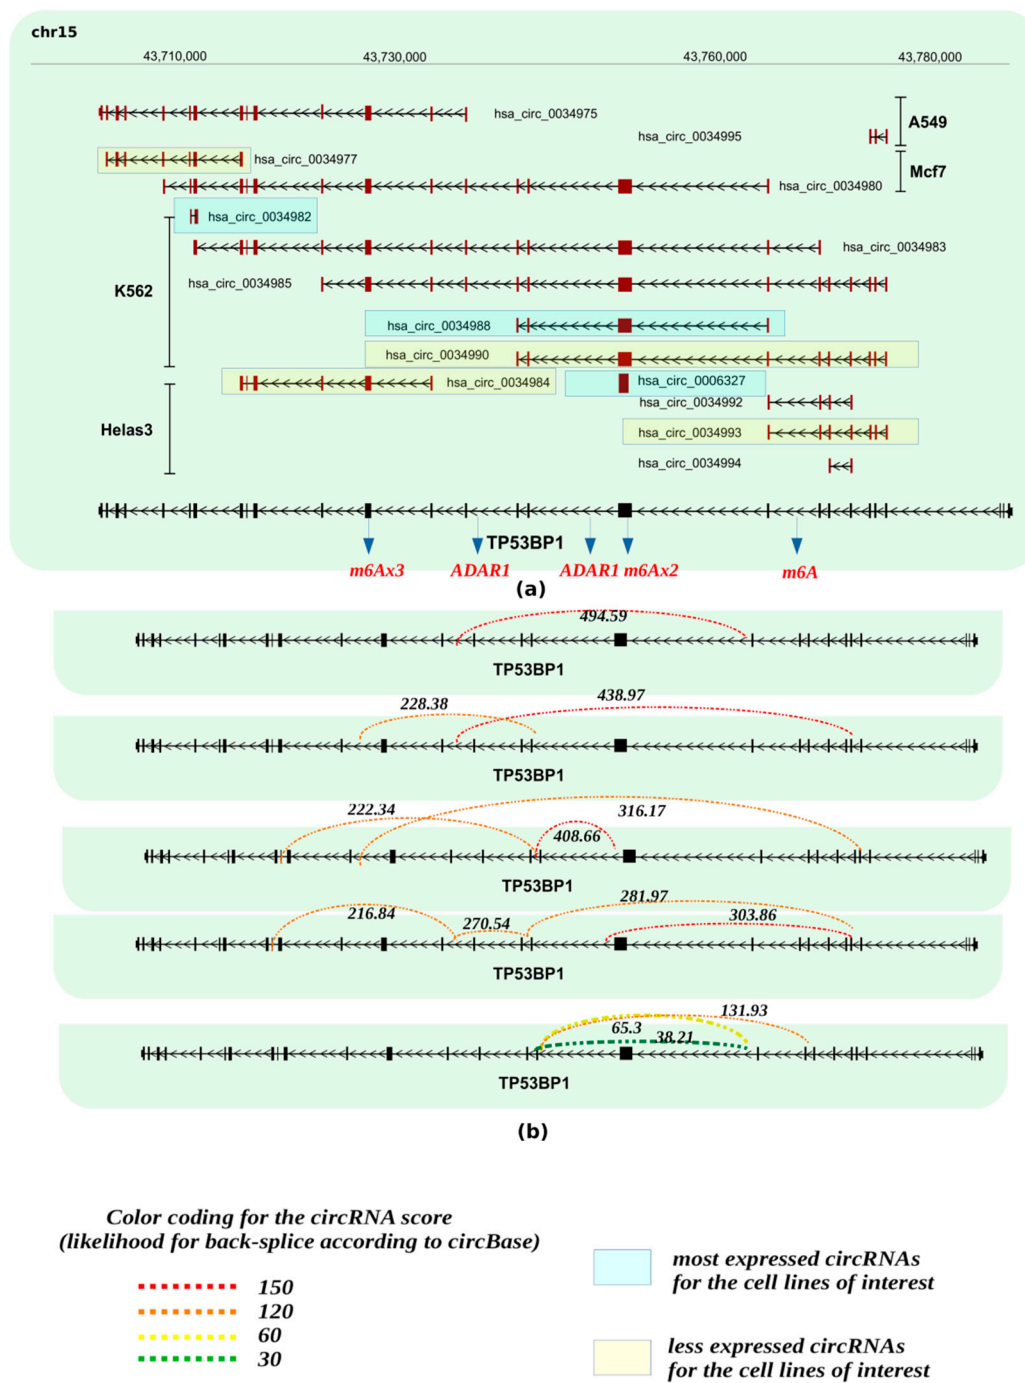 chr15
43,710,000 43,730,000 43,760,000 43,780,000
hsa_circ_0034975
hsa_circ_0034995
A549
hsa_circ_0034977
Mcf7
hsa_circ_0034980
hsa_circ_0034982
hsa_circ_0034983
hsa_circ_0034985
K562
hsa_circ_0034988
hsa_circ_0034990
hsa_circ_0034984
hsa_circ_0006327
hsa_circ_0034992
Helas3
hsa_circ_0034993
hsa_circ_0034994
TP53BP1
m6Ax3 ADAR1 ADAR1 m6Ax2 m6A
(a)
494.59
TP53BP1
228.38 438.97
TP53BP1
222.34 316.17
408.66
TP53BP1
216.84 270.54 281.97 303.86
TP53BP1
131.93
65.3 38.21
TP53BP1
(b)
Color coding for the circRNA score
(likelihood for back-splice according to circBase)
150
120
60
30
most expressed circRNAs
for the cell lines of interest
less expressed circRNAs
for the cell lines of interest